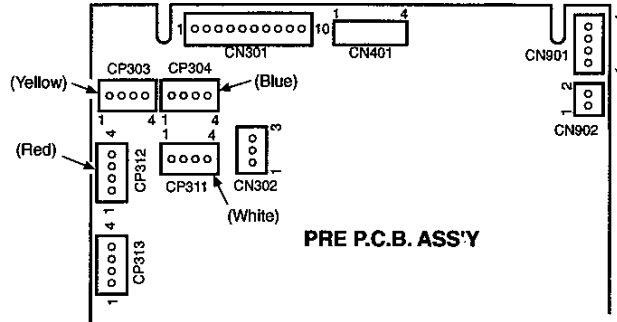 1 10 1 4
CN301 CN401 CN901
CP303 CP304
(Yellow) (Blue)
1 4 1 4
2
1
CN902
4 1 4 3
(Red) CP312 CP311 CN302
1 1
(White)
PRE P.C.B. ASS'Y
4
CP313
1